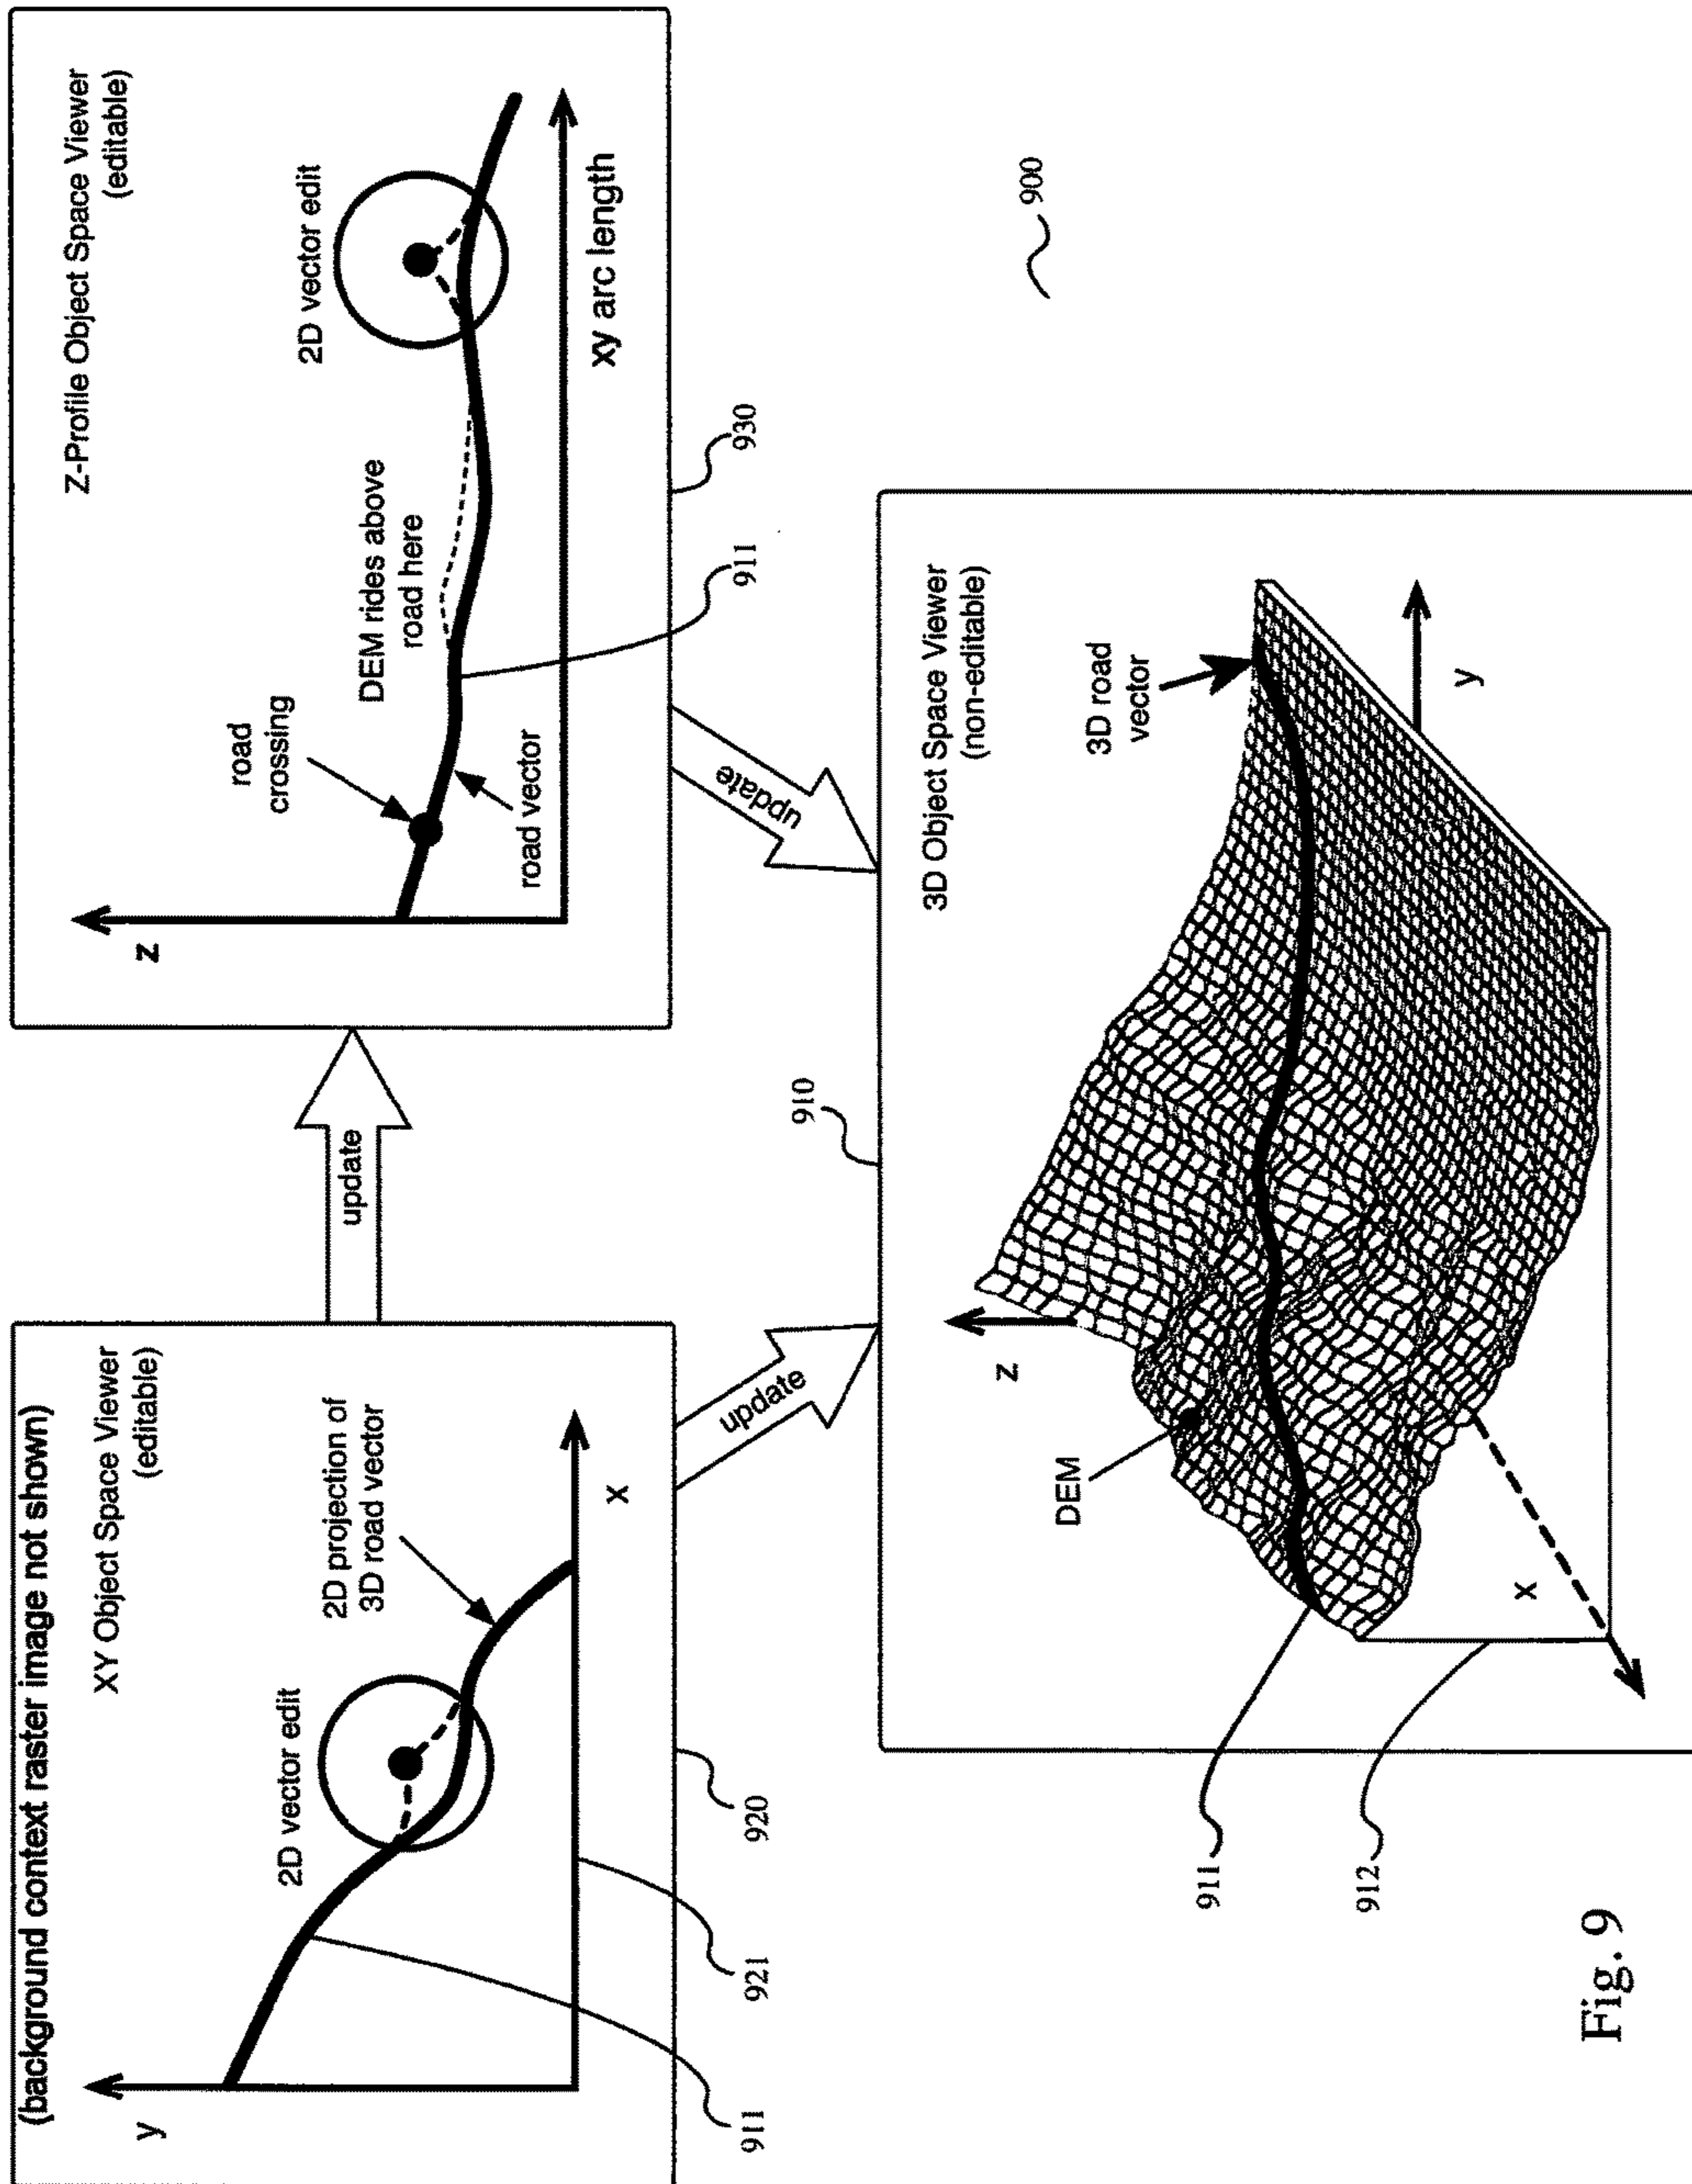 (background context raster image not shown)
XY Object Space Viewer
(editable)
y
2D vector edit
2D projection of
3D road vector
x
911
921
920
update
update
Z-Profile Object Space Viewer
(editable)
z
road
crossing
road vector
DEM rides above
road here
2D vector edit
xy arc length
911
930
update
910
3D Object Space Viewer
(non-editable)
z
DEM
3D road
vector
y
x
911
912
900
Fig. 9